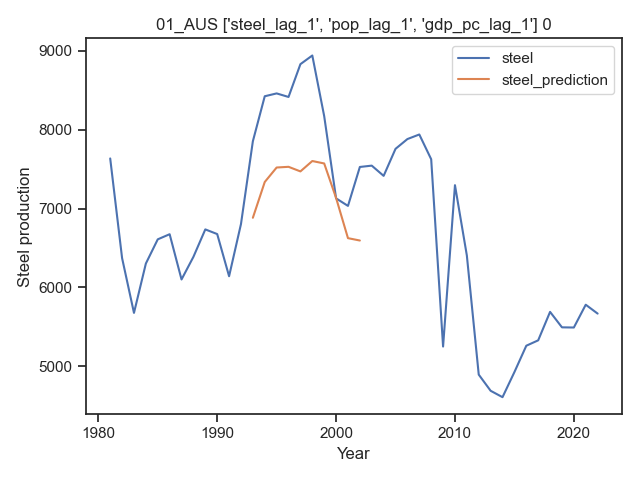 01_AUS ['steel_lag_1', 'pop_lag_1', 'gdp_pc_lag_1'] 0
steel
steel_prediction
9000
8000
7000
6000
5000
Steel production
1980
1990
2000
2010
2020
Year